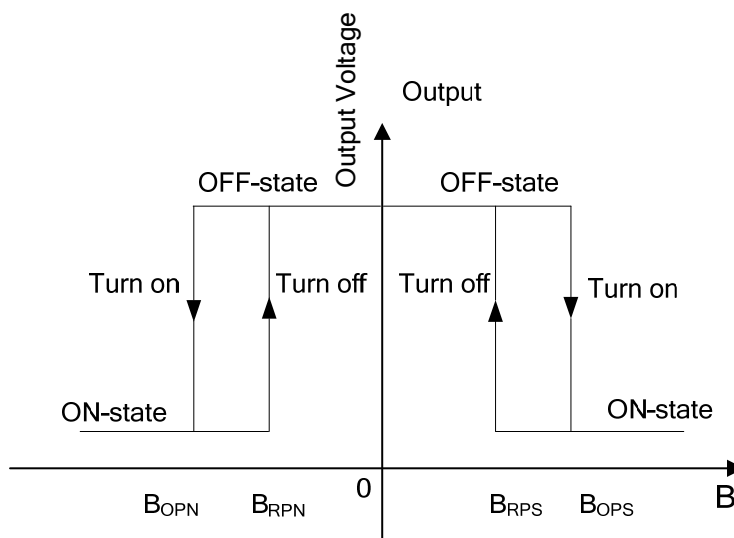 Output Voltage
Output
OFF-state
OFF-state
Turn on
Turn off
Turn off
Turn on
ON-state
ON-state
0
B
BOPN
BRPN
BRPS
BOPS